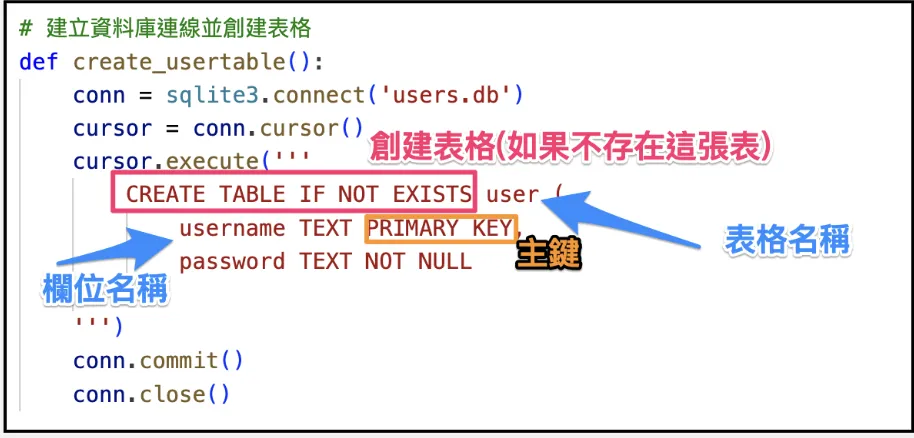 # 建立資料庫連線並創建表格
def create_usertable():
conn = sqlite3.connect('users.db')
cursor = conn.cursor()
cursor.execute('''
創建表格(如果不存在這張表)
CREATE TABLE IF NOT EXISTS user (
username TEXT PRIMARY KEY,
主鍵
表格名稱
password TEXT NOT NULL
欄位名稱
''')
conn.commit()
conn.close()